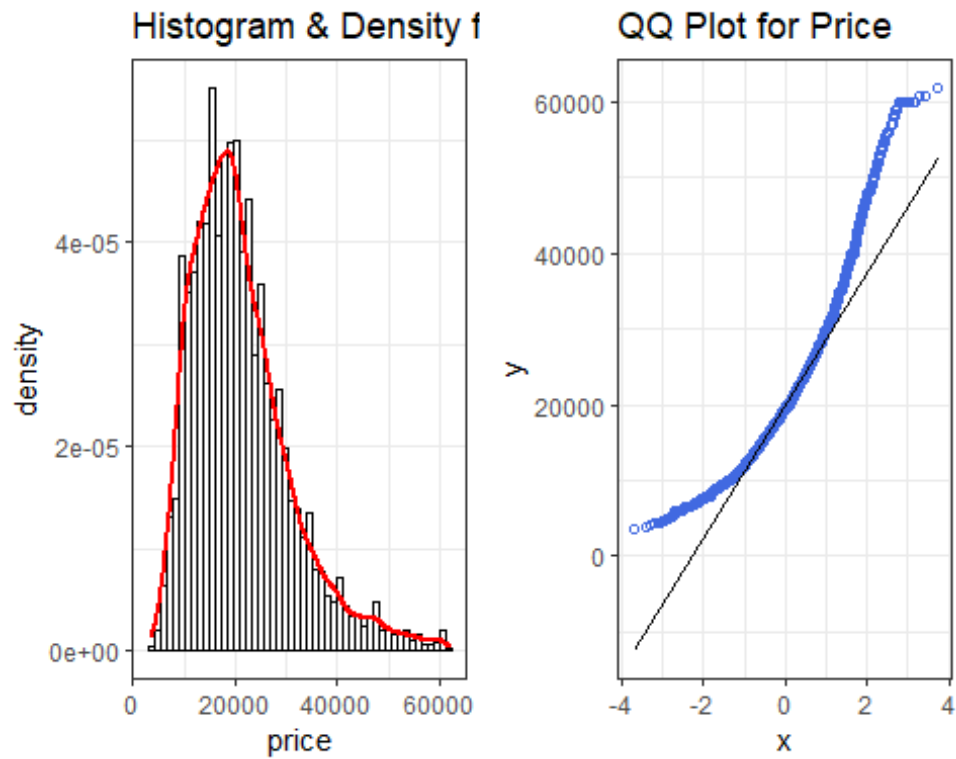 Histogram & Density f
QQ Plot for Price
density
4e-05
2e-05
0e+00
0
20000
40000
60000
price
y
60000
40000
20000
0
-4
-2
0
2
4
x